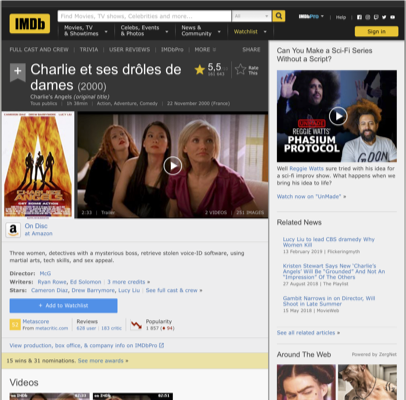 IMDb
Find Movies, TV shows, Celebrities and more...
All
IMDbPro
Help
Movies, TV
& Showtimes
Celebs, Events
& Photos
News &
Community
Watchlist
Sign in
FULL CAST AND CREW | TRIVIA | USER REVIEWS | IMDbPro | MORE
SHARE
Charlie et ses drôles de
dames (2000)
5,5
Rate
This
Charlie's Angels (original title)
Tous publics | 1h 38min | Action, Adventure, Comedy | 22 November 2000 (France)
CHARLIE'S
ANGELS
GET SOME ACTION
2:33 | Trailer
2 VIDEOS | 251 IMAGES
On Disc
at Amazon
Three women, detectives with a mysterious boss, retrieve stolen voice-ID software, using
martial arts, tech skills, and sex appeal.
Director: McG
Writers: Ryan Rowe, Ed Solomon | 3 more credits »
Stars: Cameron Diaz, Drew Barrymore, Lucy Liu | See full cast & crew »
+ Add to Watchlist
Metascore
From metacritic.com
Reviews
628 user | 183 critic
Popularity
1 857 (94)
View production, box office, & company info on IMDbPro
15 wins & 31 nominations. See more awards »
Videos
Can You Make a Sci-Fi Series
Without a Script?
REGGIE WATTS'
PHASIUM
PROTOCOL
Well Reggie Watts sure tried with his idea for
a sci-fi improv show. What happens when we
bring his idea to life?
Watch now on "UnMade" »
Related News
Lucy Liu to lead CBS dramedy Why
Women Kill
13 February 2019 | Flickeringmyth
Kristen Stewart Says New 'Charlie's
Angels' Will Be "Grounded" And Not An
"Impression" Of The Others
27 August 2018 | The Playlist
Gambit Narrows in on Director, Will
Shoot in Late Summer
15 May 2018 | MovieWeb
See all related articles »
Around The Web
Powered by ZergNet